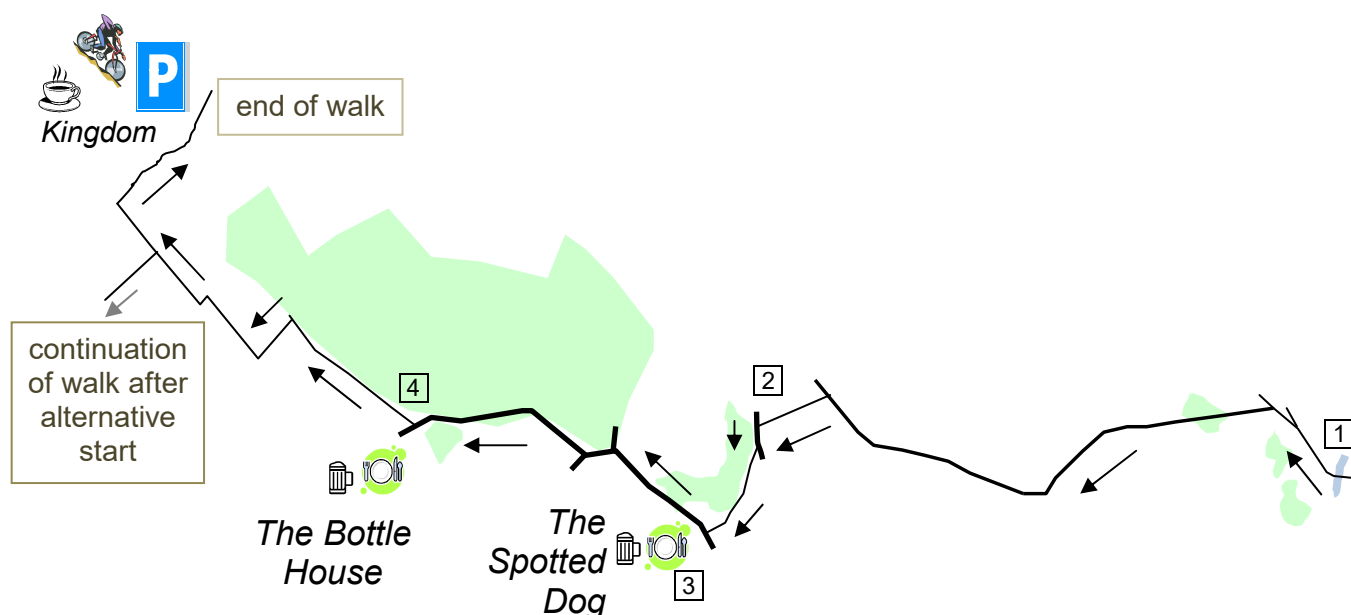 P
Kingdom
end of walk
continuation
of walk after
alternative
start
4
2
1
The Bottle
House
The
Spotted
Dog
3